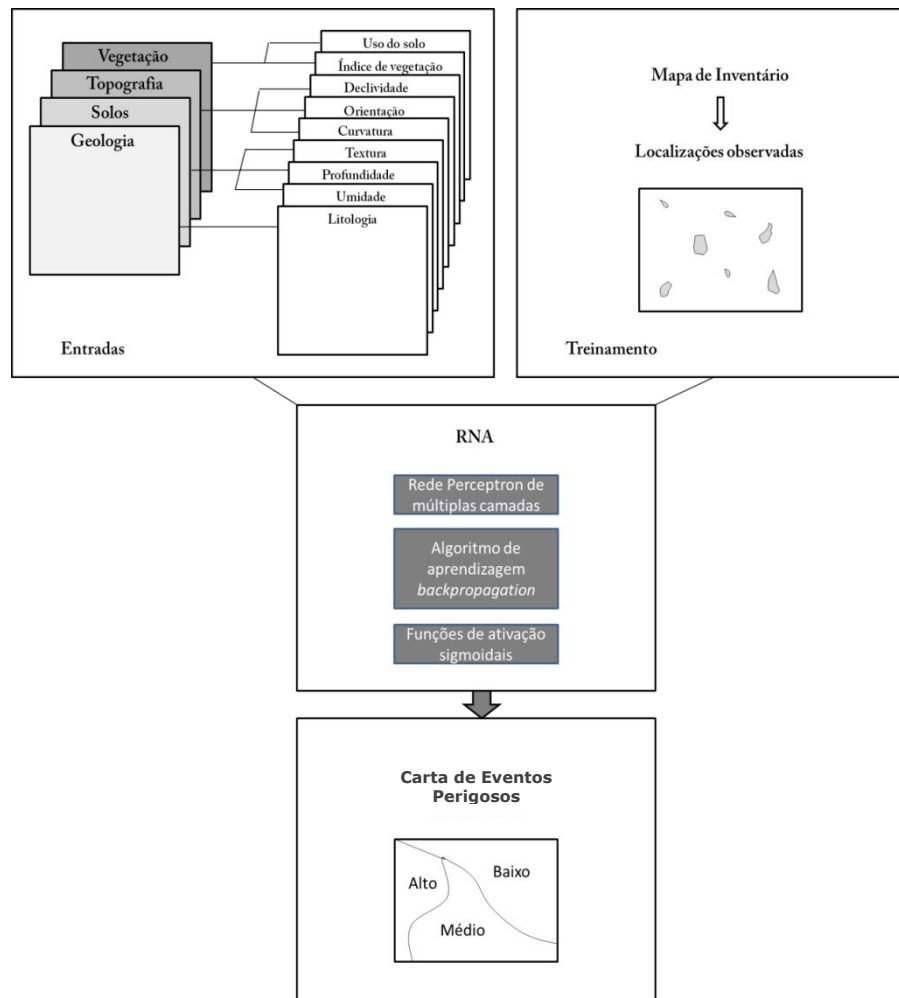 Vegetação
Topografia
Solos
Geologia
Uso do solo
Índice de vegetação
Declividade
Orientação
Curvatura
Textura
Profundidade
Umidade
Litologia
Entradas
Mapa de Inventário
Localizações observadas
Treinamento
RNA
Rede Perceptron de
múltiplas camadas
Algoritmo de
aprendizagem
backpropagation
Funções de ativação
sigmoidais
Carta de Eventos
Perigosos
Alto
Baixo
Médio